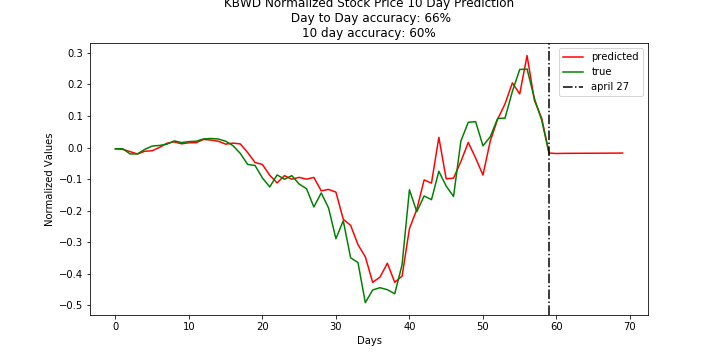 KBWD Normalized Stock Price 10 Day Prediction
Day to Day accuracy: 66%
10 day accuracy: 60%
predicted
true
april 27
0.3
0.2
0.1
0.0
−0.1
−0.2
−0.3
−0.4
−0.5
Normalized Values
0 10 20 30 40 50 60 70
Days